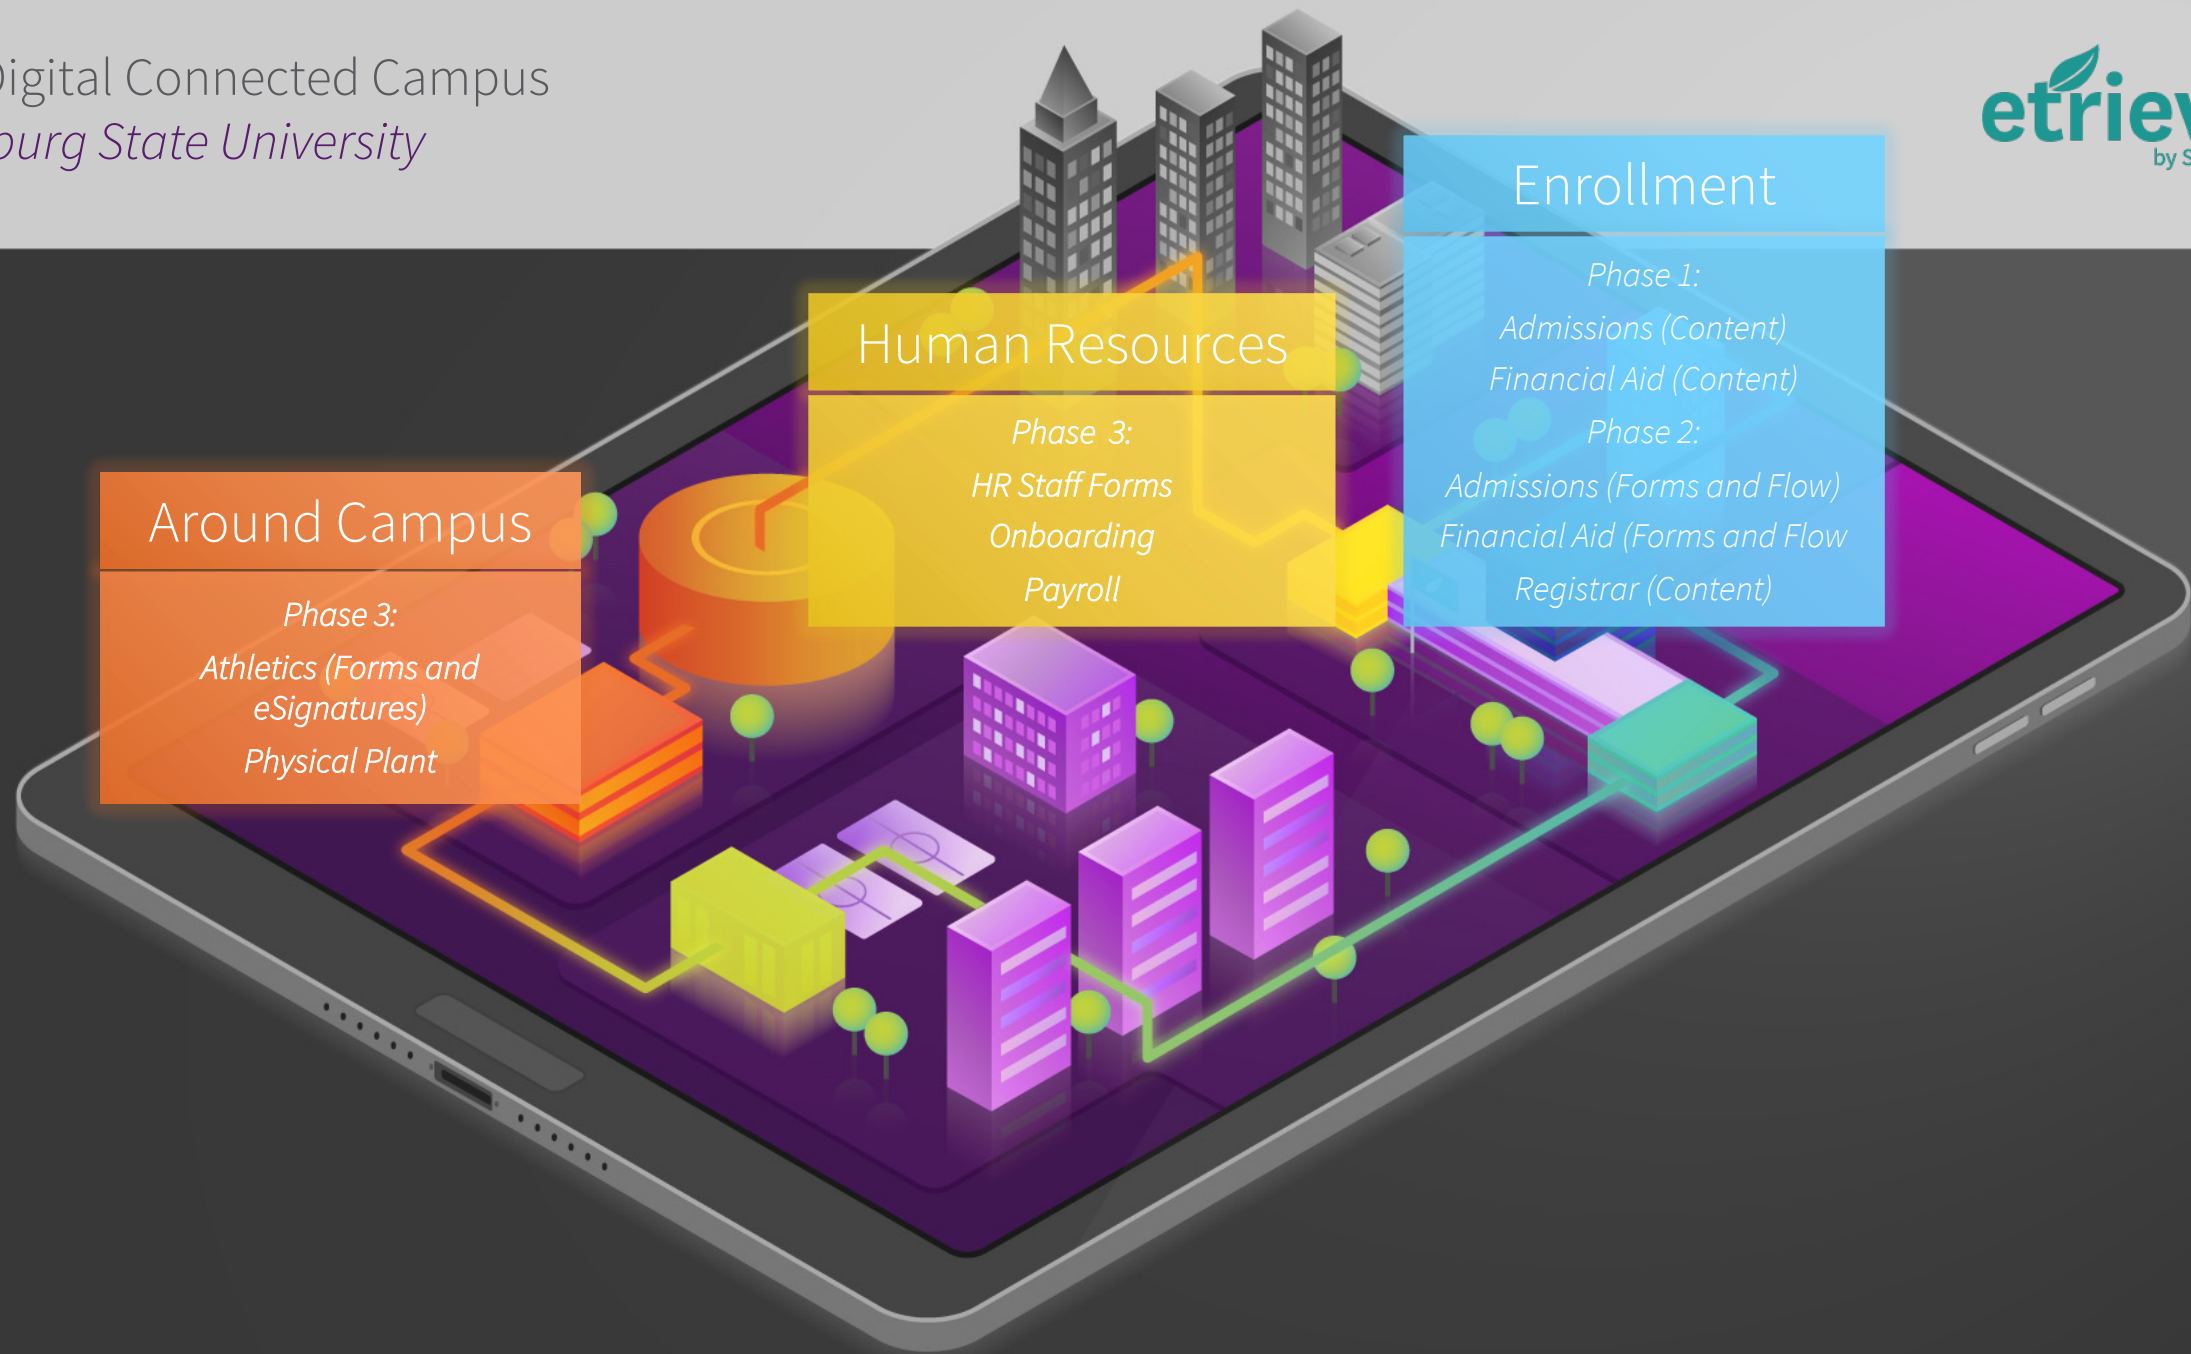 Digital Connected Campus
burg State University
etriev
by S
Enrollment
Phase 1:
Admissions (Content)
Financial Aid (Content)
Phase 2:
Admissions (Forms and Flow)
Financial Aid (Forms and Flow
Registrar (Content)
Human Resources
Phase 3:
HR Staff Forms
Onboarding
Payroll
Around Campus
Phase 3:
Athletics (Forms and
eSignatures)
Physical Plant